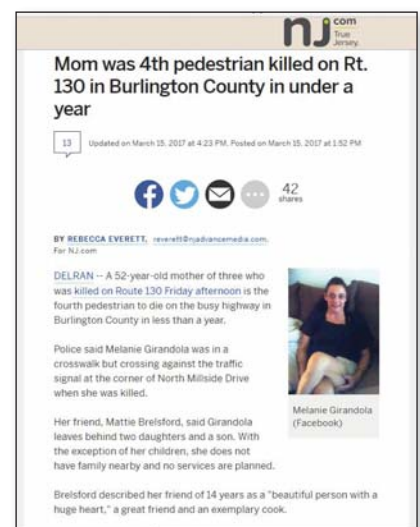 nj com
True
Jersey.
Mom was 4th pedestrian killed on Rt.
130 in Burlington County in under a
year
13 Updated on March 15, 2017 at 4:23 PM, Posted on March 15, 2017 at 1:52 PM
42
shares
BY REBECCA EVERETT, reverett@njadvancemedia.com,
For NJ.com
DELRAN -- A 52-year-old mother of three who
was killed on Route 130 Friday afternoon is the
fourth pedestrian to die on the busy highway in
Burlington County in less than a year.
Police said Melanie Girandola was in a
crosswalk but crossing against the traffic
signal at the corner of North Millside Drive
when she was killed.
Melanie Girandola
(Facebook)
Her friend, Mattie Brelsford, said Girandola
leaves behind two daughters and a son. With
the exception of her children, she does not
have family nearby and no services are planned.
Brelsford described her friend of 14 years as a "beautiful person with a
huge heart," a great friend and an exemplary cook.